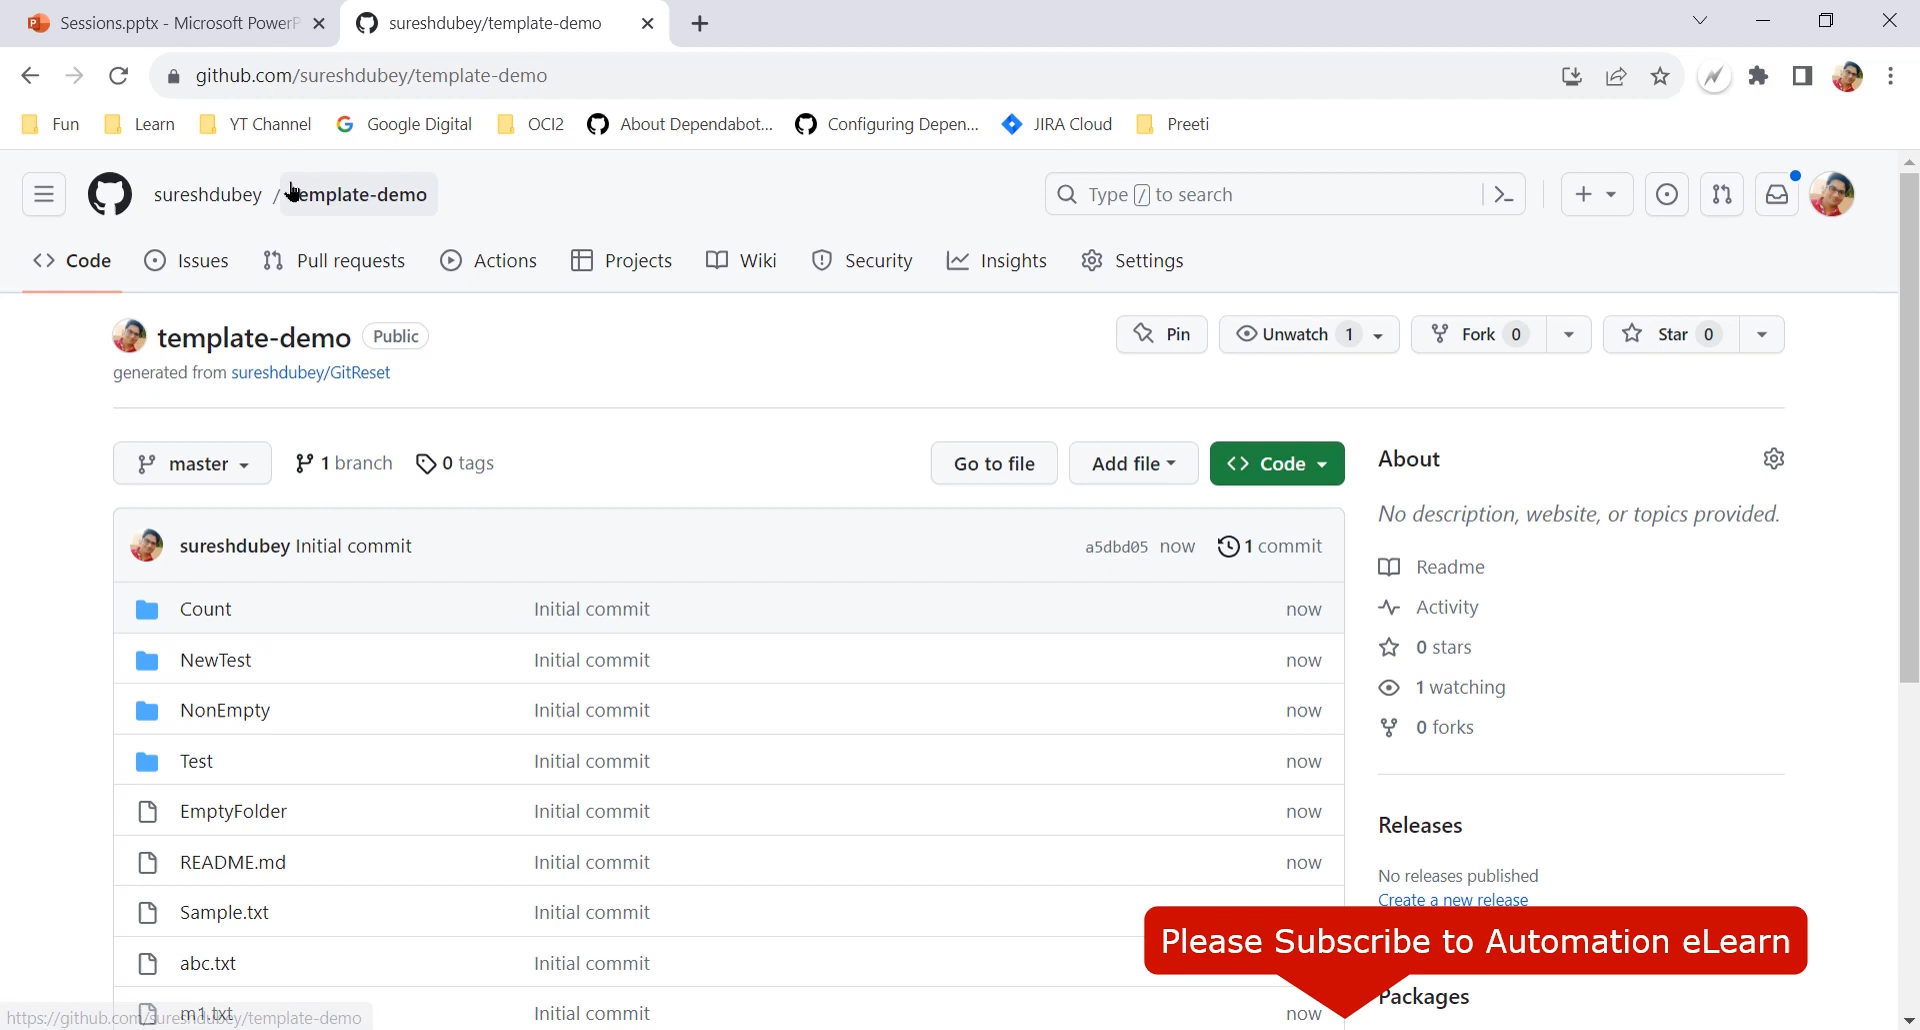 Sessions.pptx - Microsoft PowerP
sureshdubey/template-demo
github.com/sureshdubey/template-demo
Fun
Learn
YT Channel
Google Digital
OCI2
About Dependabot...
Configuring Depen...
JIRA Cloud
Preeti
sureshdubey / template-demo
Type / to search
Code
Issues
Pull requests
Actions
Projects
Wiki
Security
Insights
Settings
template-demo Public
Pin
Unwatch 1
Fork 0
Star 0
generated from sureshdubey/GitReset
master
1 branch
0 tags
Go to file
Add file
Code
About
No description, website, or topics provided.
sureshdubey Initial commit a5dbd05 now 1 commit
Count Initial commit now
NewTest Initial commit now
NonEmpty Initial commit now
Test Initial commit now
EmptyFolder Initial commit now
README.md Initial commit now
Sample.txt Initial commit
abc.txt Initial commit
m1.txt Initial commit now
Readme
Activity
0 stars
1 watching
0 forks
Releases
No releases published
Create a new release
Please Subscribe to Automation eLearn
Packages
https://github.com/sureshdubey/template-demo